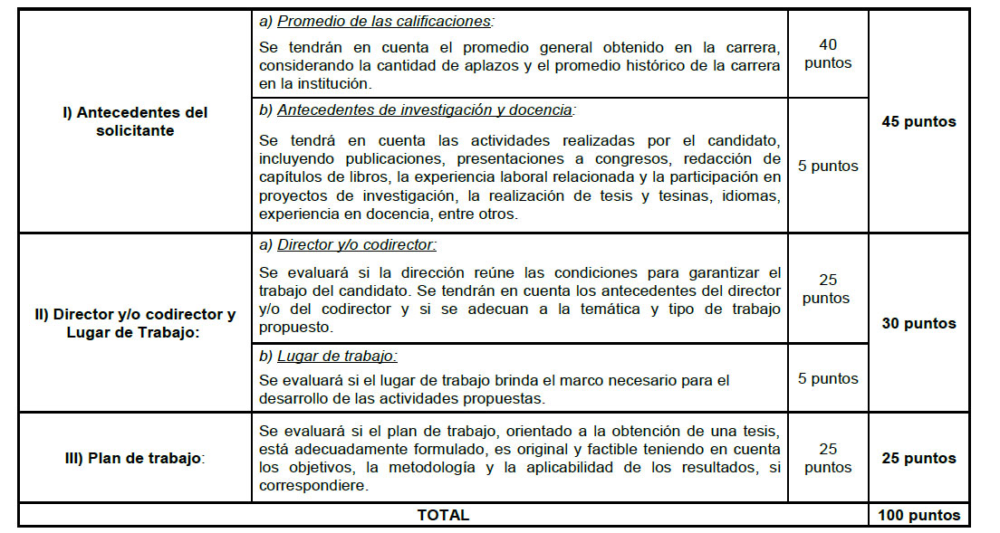 I) Antecedentes del
solicitante
a) Promedio de las calificaciones:
Se tendrán en cuenta el promedio general obtenido en la carrera,
considerando la cantidad de aplazos y el promedio histórico de la carrera
en la institución.
40
puntos
45 puntos
b) Antecedentes de investigación y docencia:
Se tendrá en cuenta las actividades realizadas por el candidato,
incluyendo publicaciones, presentaciones a congresos, redacción de
capítulos de libros, la experiencia laboral relacionada y la participación en
proyectos de investigación, la realización de tesis y tesinas, idiomas,
experiencia en docencia, entre otros.
5 puntos
II) Director y/o codirector y
Lugar de Trabajo:
a) Director y/o codirector:
Se evaluará si la dirección reúne las condiciones para garantizar el
trabajo del candidato. Se tendrán en cuenta los antecedentes del director
y/o del codirector y si se adecuan a la temática y tipo de trabajo
propuesto.
25
puntos
30 puntos
b) Lugar de trabajo:
Se evaluará si el lugar de trabajo brinda el marco necesario para el
desarrollo de las actividades propuestas.
5 puntos
III) Plan de trabajo:
Se evaluará si el plan de trabajo, orientado a la obtención de una tesis,
está adecuadamente formulado, es original y factible teniendo en cuenta
los objetivos, la metodología y la aplicabilidad de los resultados, si
correspondiere.
25
puntos
25 puntos
TOTAL
100 puntos